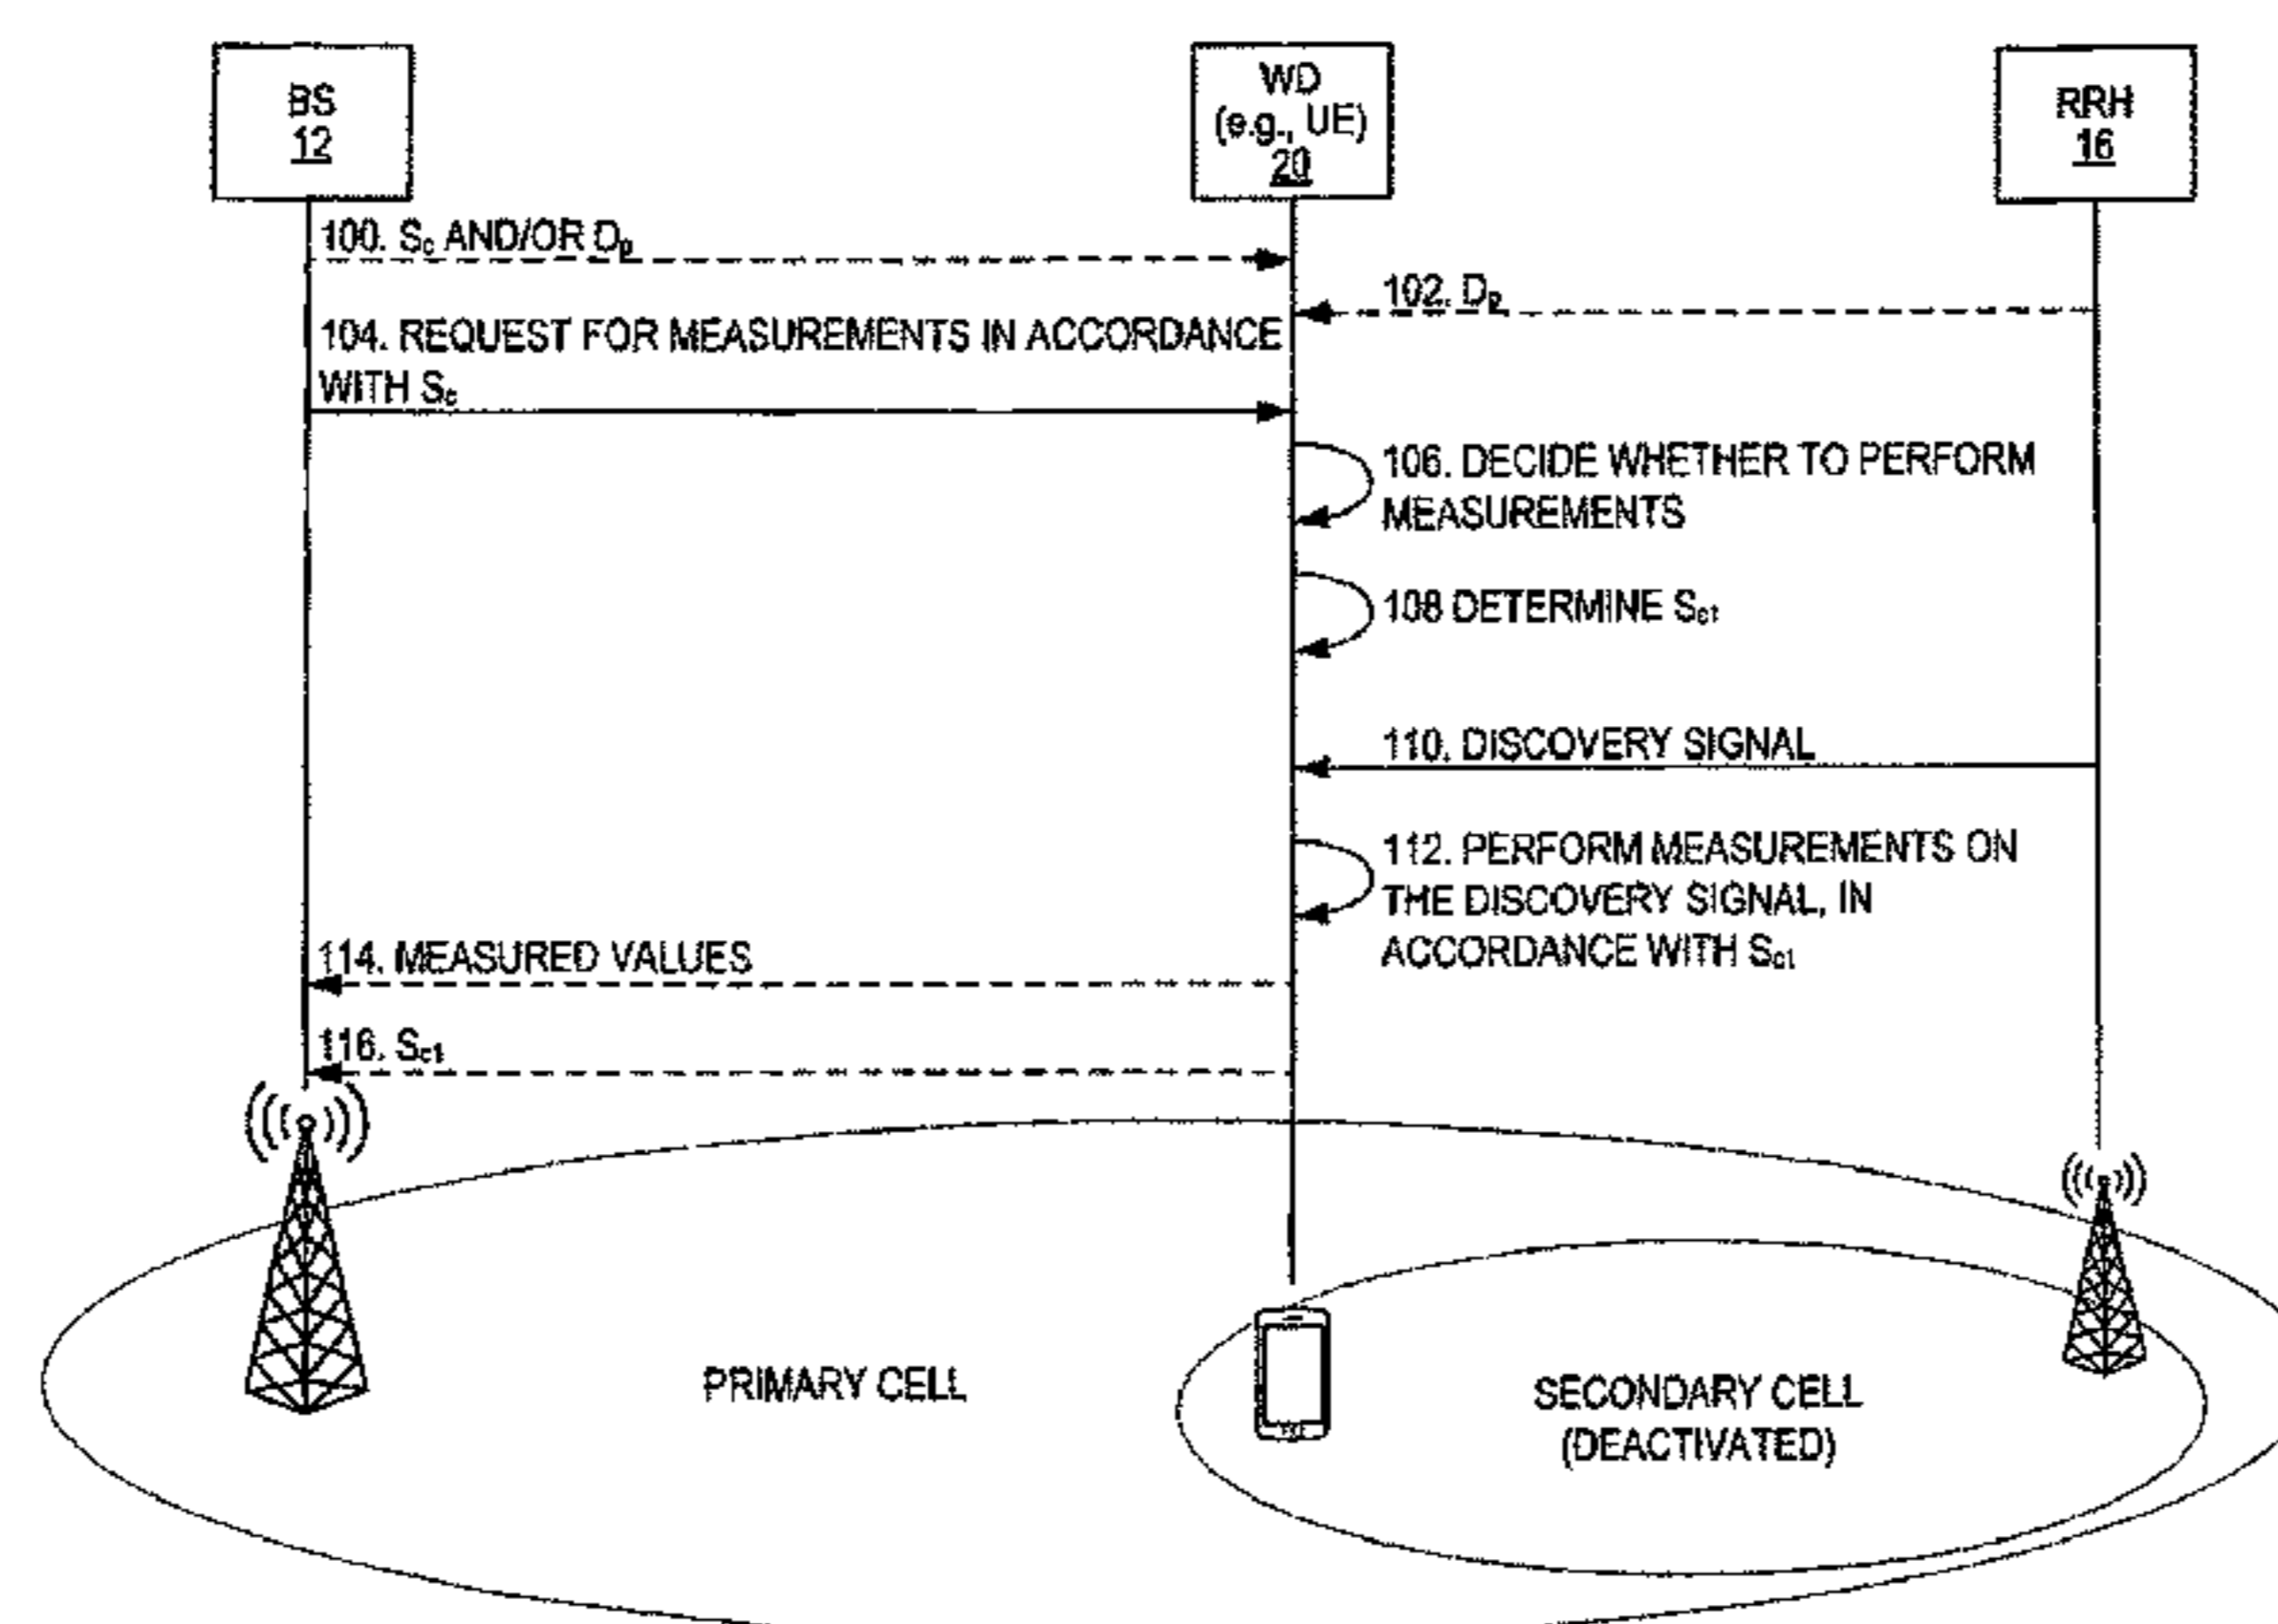 BS
12
WD
(e.g., UE)
20
RRH
16
100. Sc AND/OR Dp
102. Dp
104. REQUEST FOR MEASUREMENTS IN ACCORDANCE
WITH Sc
106. DECIDE WHETHER TO PERFORM
MEASUREMENTS
108 DETERMINE Sc1
110. DISCOVERY SIGNAL
112. PERFORM MEASUREMENTS ON
THE DISCOVERY SIGNAL, IN
ACCORDANCE WITH Sc1
114. MEASURED VALUES
116. Sc1
PRIMARY CELL
SECONDARY CELL
(DEACTIVATED)